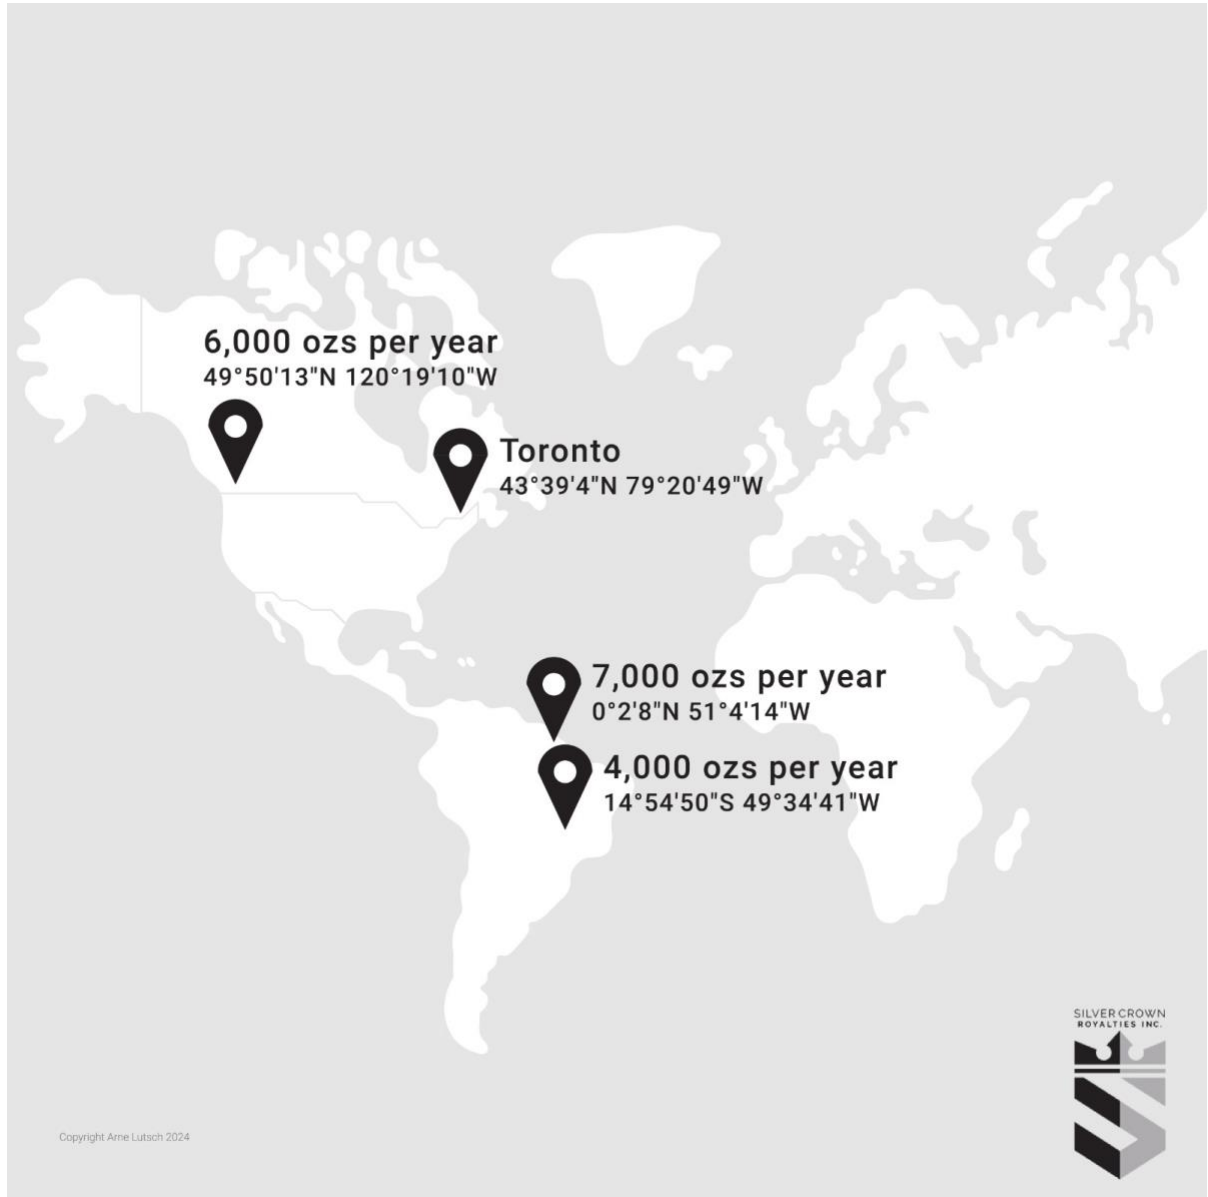 6,000 ozs per year
49°50'13"N 120°19'10"W
Toronto
43°39'4"N 79°20'49"W
7,000 ozs per year
0°2'8"N 51°4'14"W
4,000 ozs per year
14°54'50"S 49°34'41"W
SILVER CROWN
ROYALTIES INC.
Copyright Arne Lutsch 2024